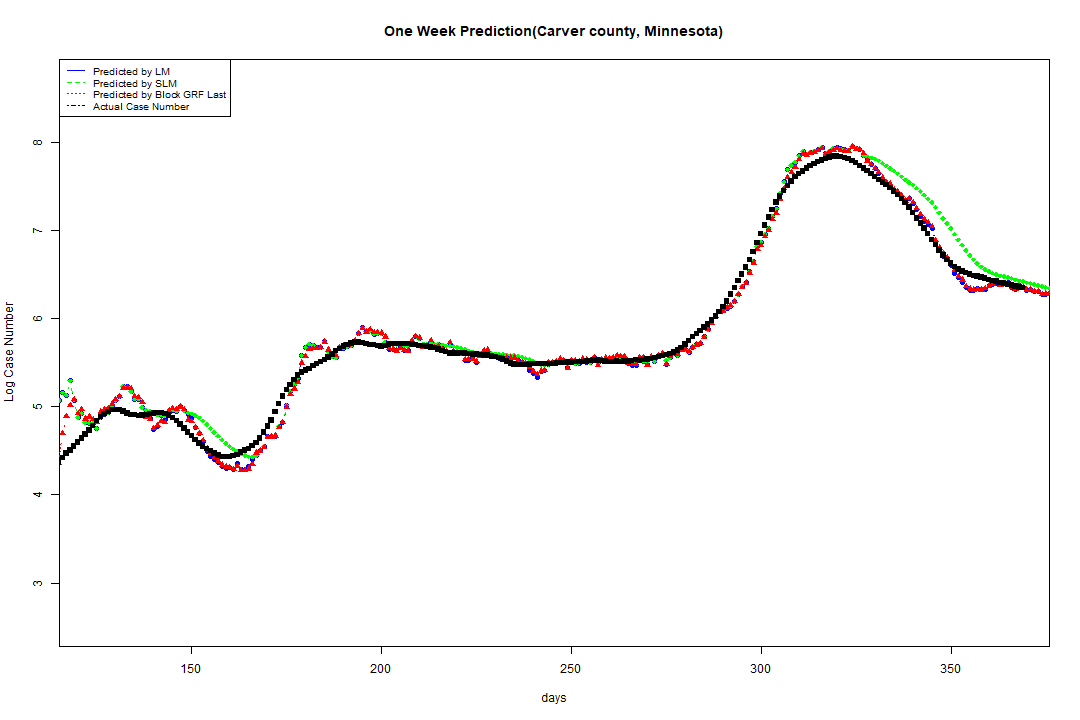 One Week Prediction(Carver county, Minnesota)
Predicted by LM
Predicted by SLM
Predicted by Block GRF Last
Actual Case Number
8
7
6
5
4
3
Log Case Number
150 200 250 300 350
days